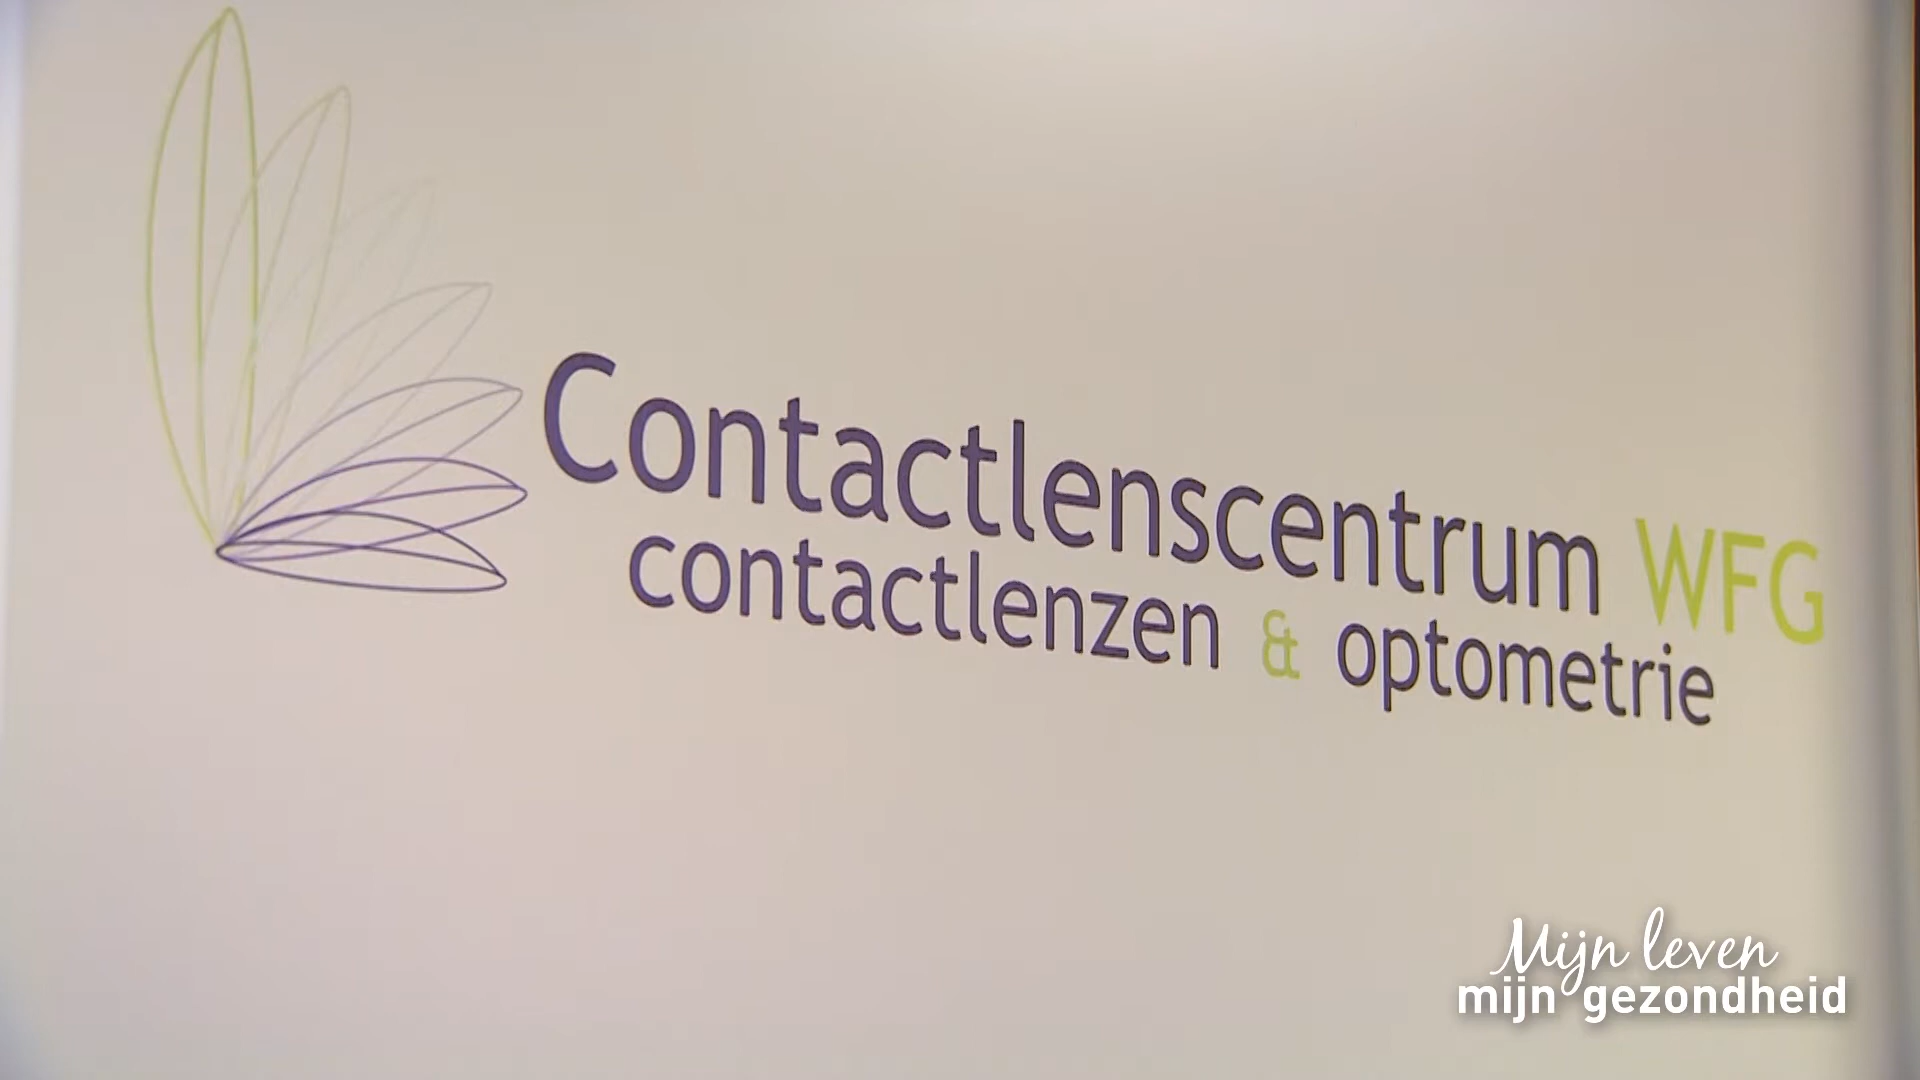 Contactlenscentrum WFG
contactlenzen & optometrie
Mijn leven
mijn gezondheid